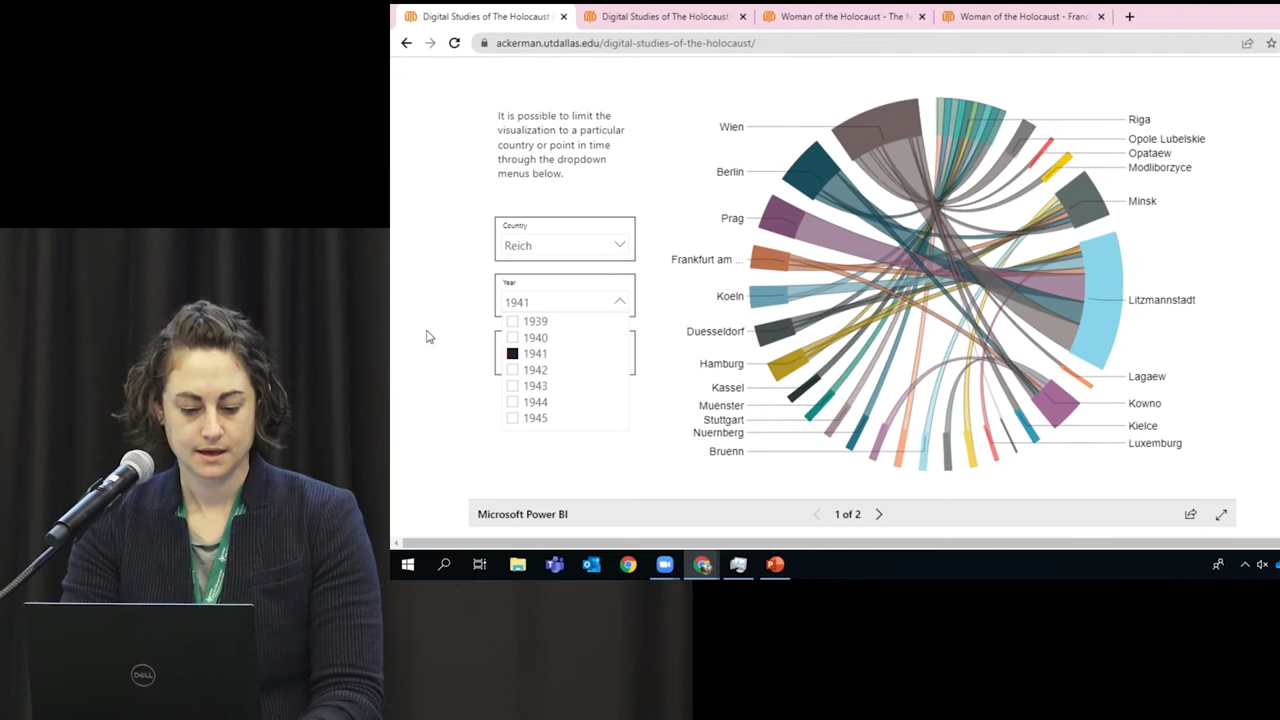 Digital Studies of The Holocaust
Digital Studies of The Holocaust
Woman of the Holocaust - The
Woman of the Holocaust - Franc
ackerman.utdallas.edu/digital-studies-of-the-holocaust/
It is possible to limit the
visualization to a particular
country or point in time
through the dropdown
menus below.
Country
Reich
Year
1941
1939
1940
1941
1942
1943
1944
1945
Wien
Berlin
Prag
Frankfurt am ...
Koeln
Duesseldorf
Hamburg
Kassel
Muenster
Stuttgart
Nuernberg
Bruenn
Riga
Opole Lubelskie
Opataew
Modliborzyce
Minsk
Litzmannstadt
Lagaew
Kowno
Kielce
Luxemburg
Microsoft Power BI
1 of 2
DELL